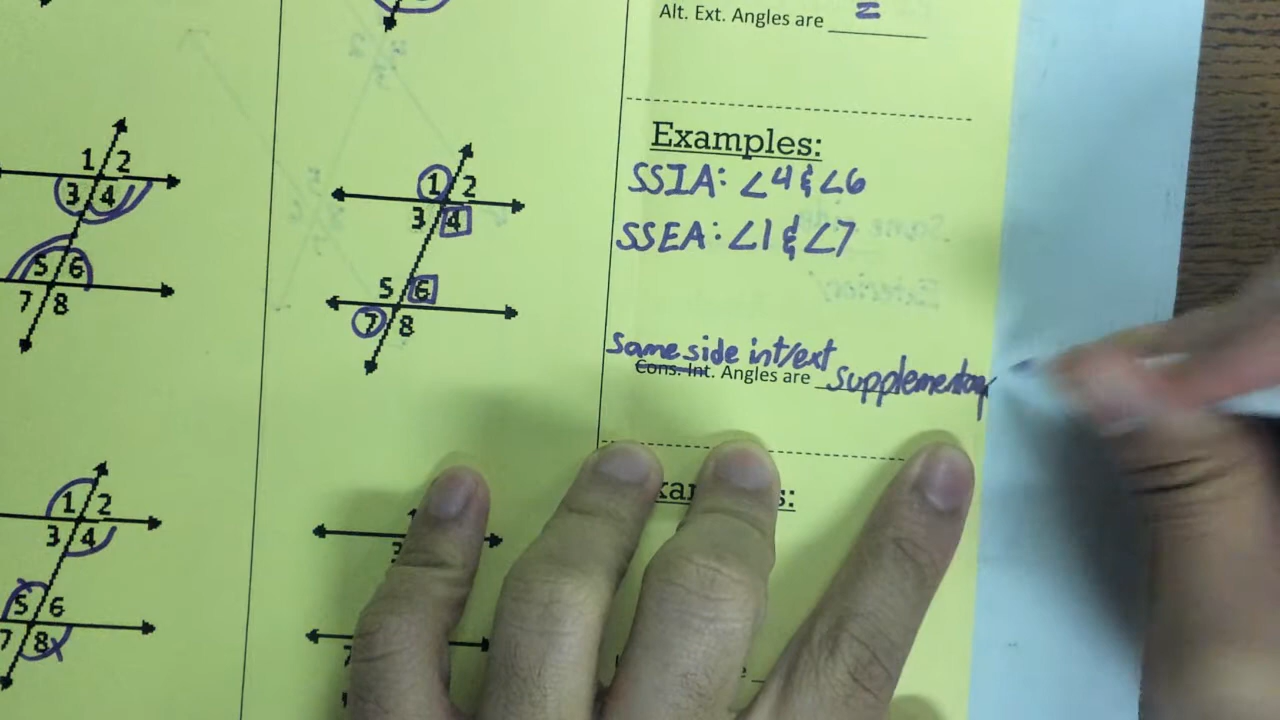 Alt. Ext. Angles are =
Examples:
SSIA: ∠4 & ∠6
SSEA: ∠1 & ∠7
Same side int/ext
Cons. Int. Angles are supplementary
1 2
3 4
5 6
7 8
1 2
3 4
5 6
7 8
1 2
3 4
5 6
7 8